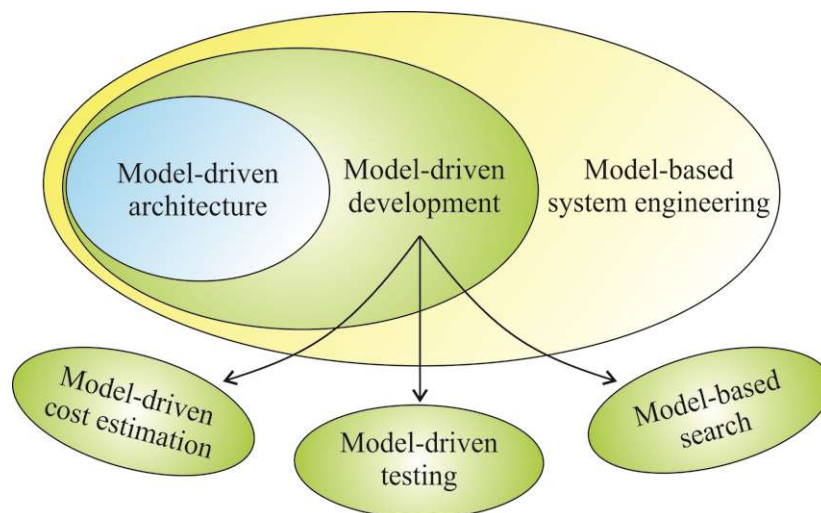 Model-driven
architecture
Model-driven
development
Model-based
system engineering
Model-driven
cost estimation
Model-driven
testing
Model-based
search